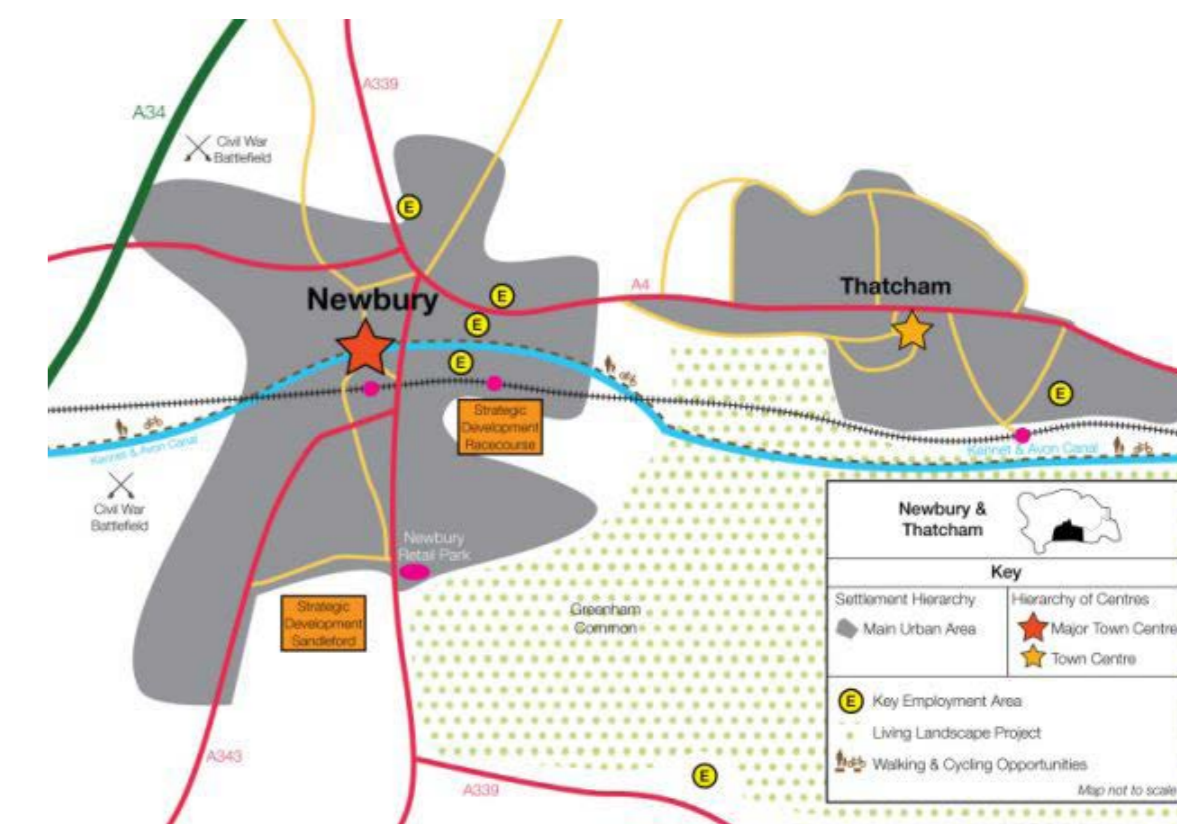 A34
A339
Civil War
Battlefield
E
Newbury
E
E
E
A4
Thatcham
E
Strategic
Development
Racecourse
Kennet & Avon Canal
Kennet & Avon Canal
Civil War
Battlefield
Newbury
Retail Park
Strategic
Development
Sandleford
Greenham
Common
A343
A339
E
Newbury &
Thatcham
Key
Settlement Hierarchy
Main Urban Area
Hierarchy of Centres
Major Town Centre
Town Centre
E Key Employment Area
Living Landscape Project
Walking & Cycling Opportunities
Map not to scale